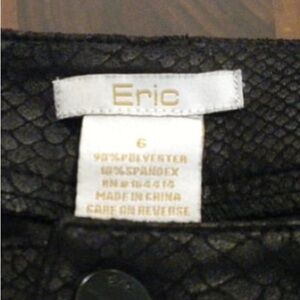 Eric
6
90%POLYESTER
10%SPANDEX
MADE IN CHINA
CARE ON REVERSE